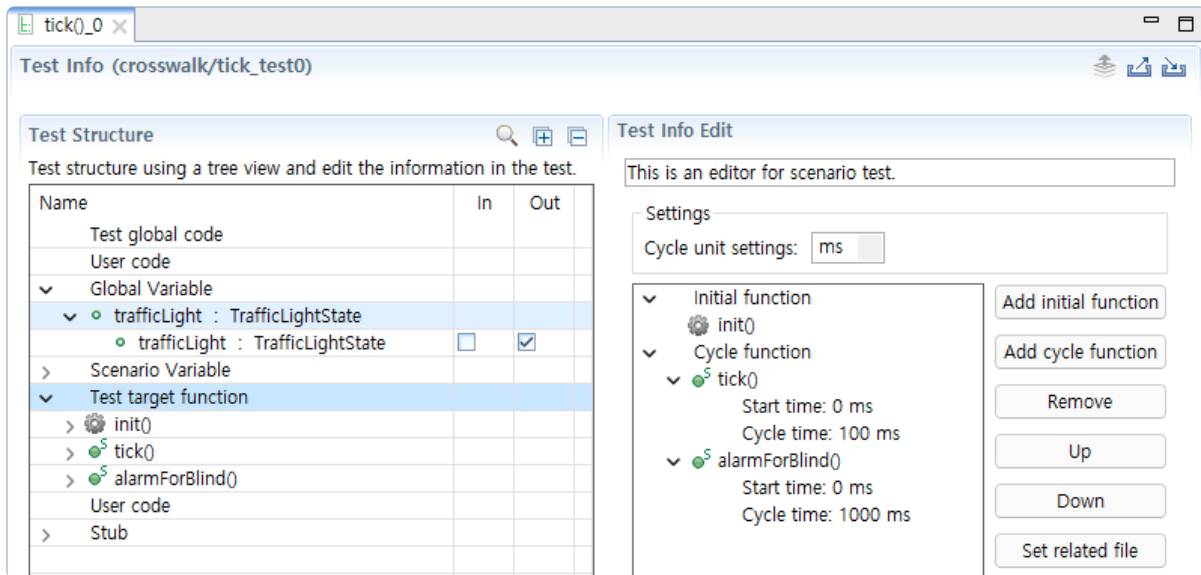 tick()_0
Test Info (crosswalk/tick_test0)
Test Structure
Test structure using a tree view and edit the information in the test.
Name In Out
Test global code
User code
Global Variable
trafficLight : TrafficLightState
trafficLight : TrafficLightState
Scenario Variable
Test target function
init()
S tick()
S alarmForBlind()
User code
Stub
Test Info Edit
This is an editor for scenario test.
Settings
Cycle unit settings: ms
Initial function
init()
Cycle function
S tick()
Start time: 0 ms
Cycle time: 100 ms
S alarmForBlind()
Start time: 0 ms
Cycle time: 1000 ms
Add initial function
Add cycle function
Remove
Up
Down
Set related file